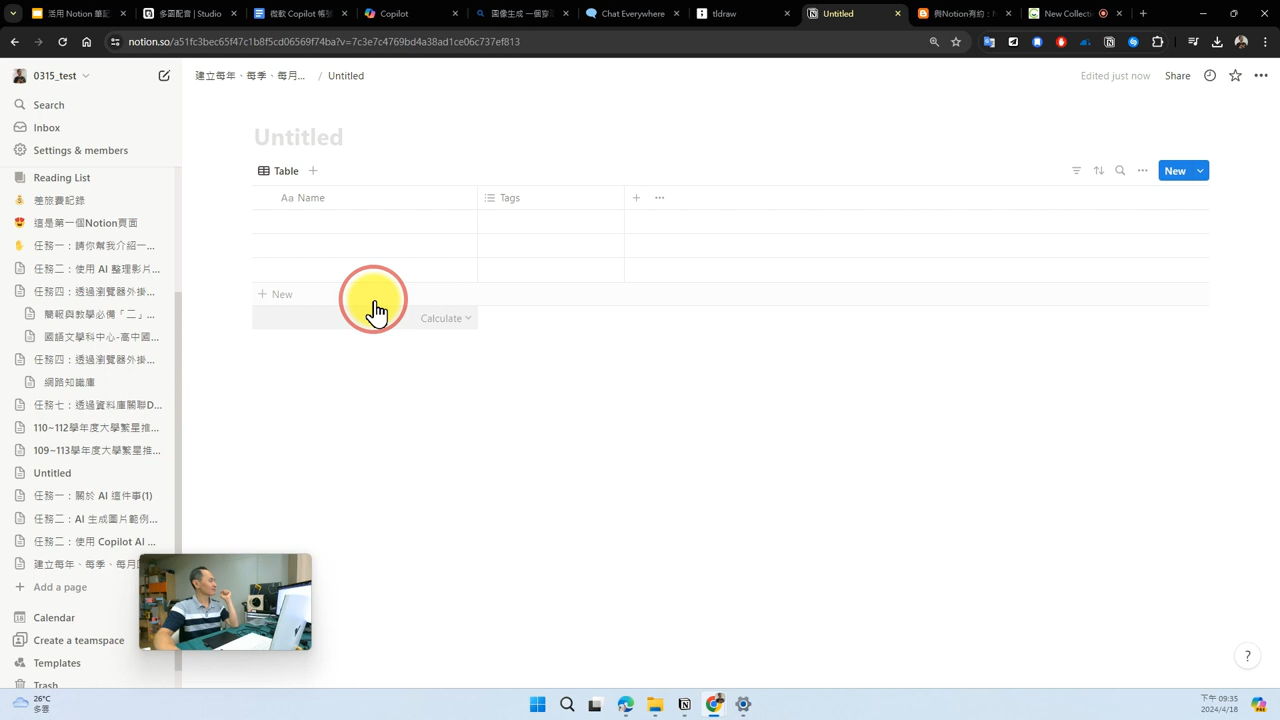 活用 Notion 筆記
多國配音 | Studio
微軟 Copilot 帳號
Copilot
圖像生成 一個穿
Chat Everywhere
tldraw
Untitled
與Notion有約：N
New Collecti
notion.so/a51fc3bec65f47c1b8f5cd06569f74ba?v=7c3e7c4769bd4a38ad1ce06c737ef813
0315_test
建立每年、每季、每月... / Untitled
Edited just now
Share
Search
Inbox
Settings & members
Reading List
差旅費記錄
這是第一個Notion頁面
任務一：請你幫我介紹一...
任務二：使用 AI 整理影片...
任務四：透過瀏覽器外掛...
簡報與教學必備「二」...
國語文學科中心-高中國...
任務四：透過瀏覽器外掛...
網路知識庫
任務七：透過資料庫關聯D...
110~112學年度大學繁星推...
109~113學年度大學繁星推...
Untitled
任務一：關於 AI 這件事(1)
任務二：AI 生成圖片範例...
任務二：使用 Copilot AI ...
建立每年、每季、每月
Add a page
Calendar
Create a teamspace
Templates
Trash
Untitled
Table
New
Aa Name
Tags
+ New
Calculate
?
26°C
多雲
下午 09:35
2024/4/18